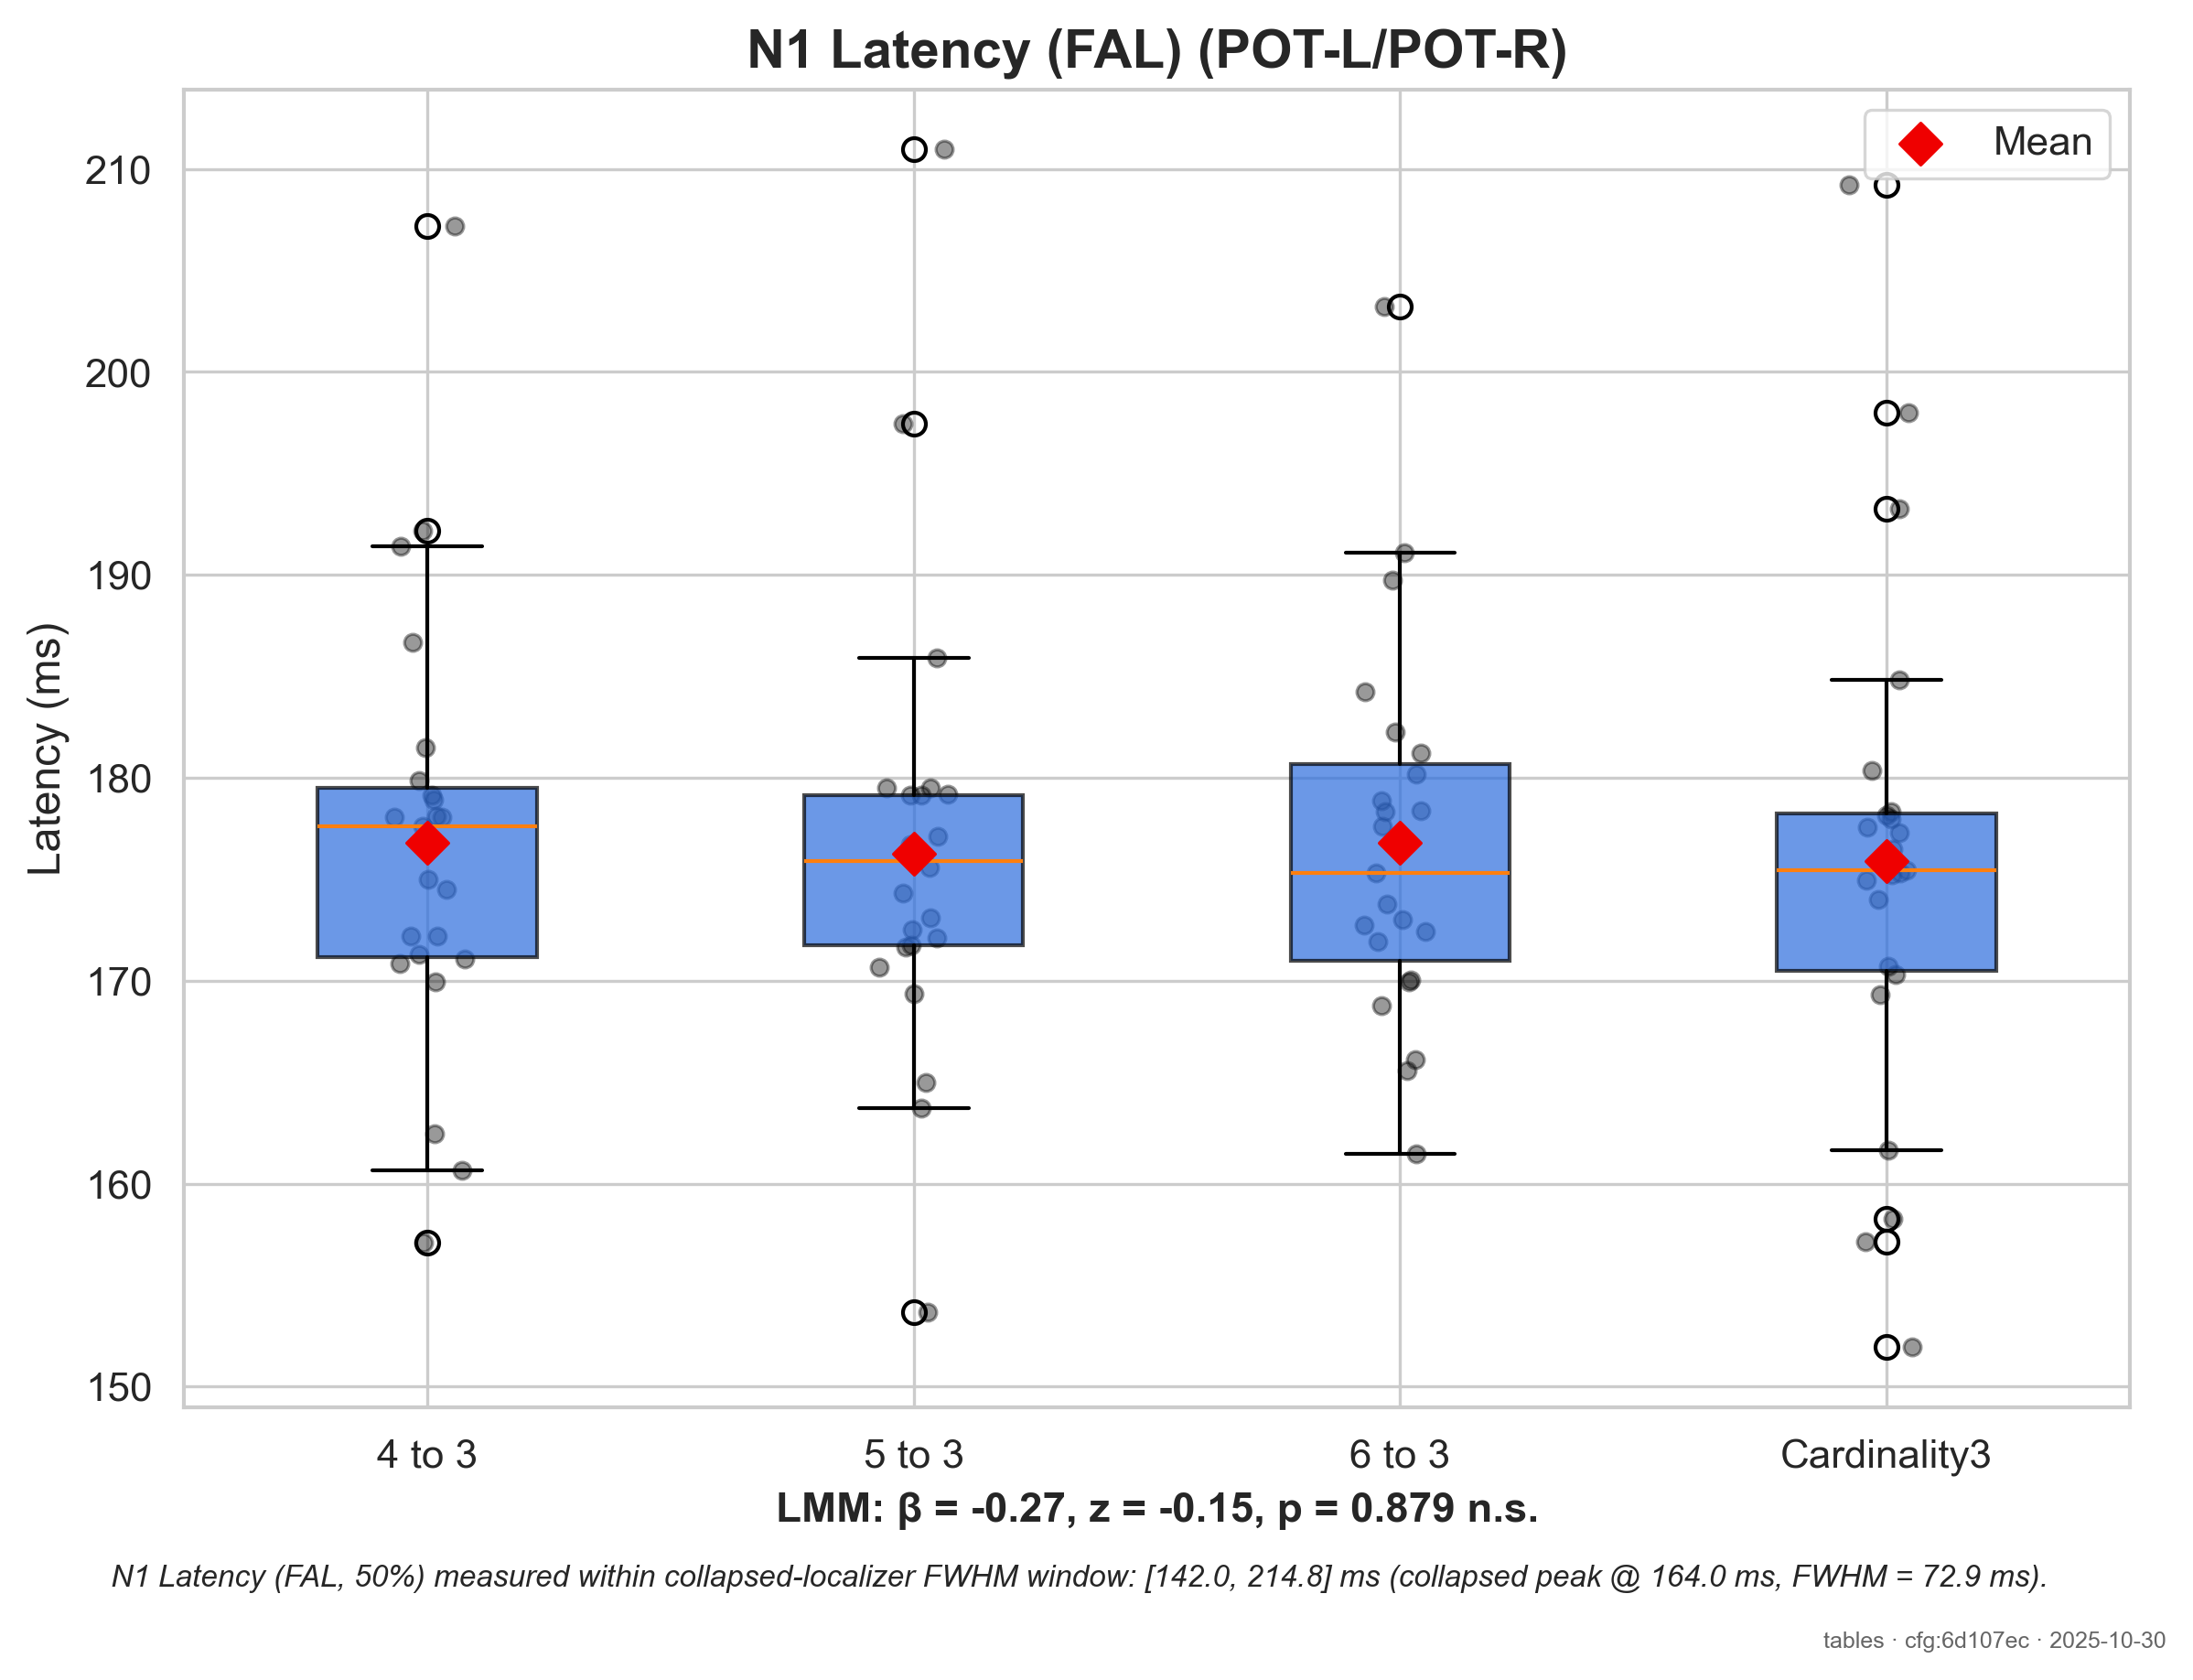 N1 Latency (FAL) (POT-L/POT-R)
Mean
Latency (ms)
210
200
190
180
170
160
150
4 to 3
5 to 3
6 to 3
Cardinality3
LMM: β = -0.27, z = -0.15, p = 0.879 n.s.
N1 Latency (FAL, 50%) measured within collapsed-localizer FWHM window: [142.0, 214.8] ms (collapsed peak @ 164.0 ms, FWHM = 72.9 ms).
tables · cfg:6d107ec · 2025-10-30